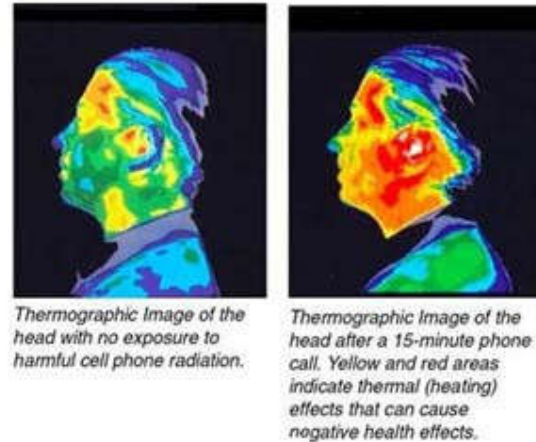 Thermographic Image of the
head with no exposure to
harmful cell phone radiation.
Thermographic Image of the
head after a 15-minute phone
call. Yellow and red areas
indicate thermal (heating)
effects that can cause
negative health effects.